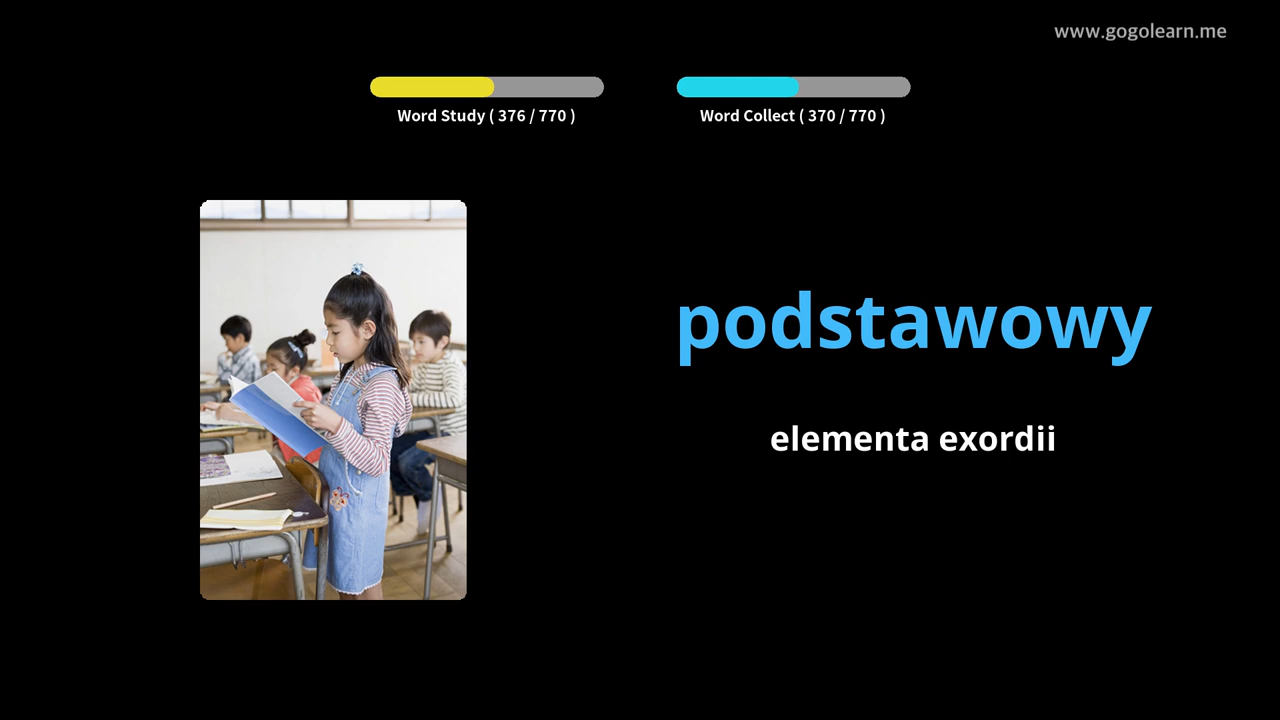 www.gogolearn.me
Word Study ( 376 / 770 )
Word Collect ( 370 / 770 )
podstawowy
elementa exordii